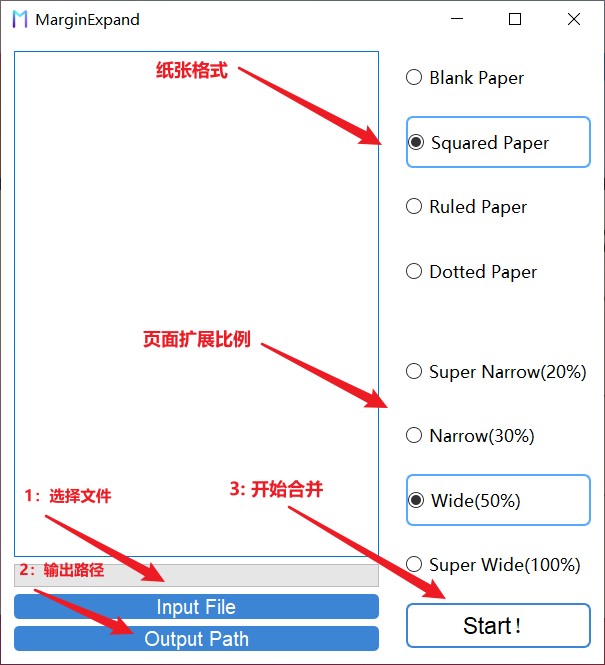 MarginExpand
纸张格式
Blank Paper
Squared Paper
Ruled Paper
Dotted Paper
页面扩展比例
Super Narrow(20%)
Narrow(30%)
Wide(50%)
Super Wide(100%)
1：选择文件
3: 开始合并
2：输出路径
Input File
Output Path
Start！